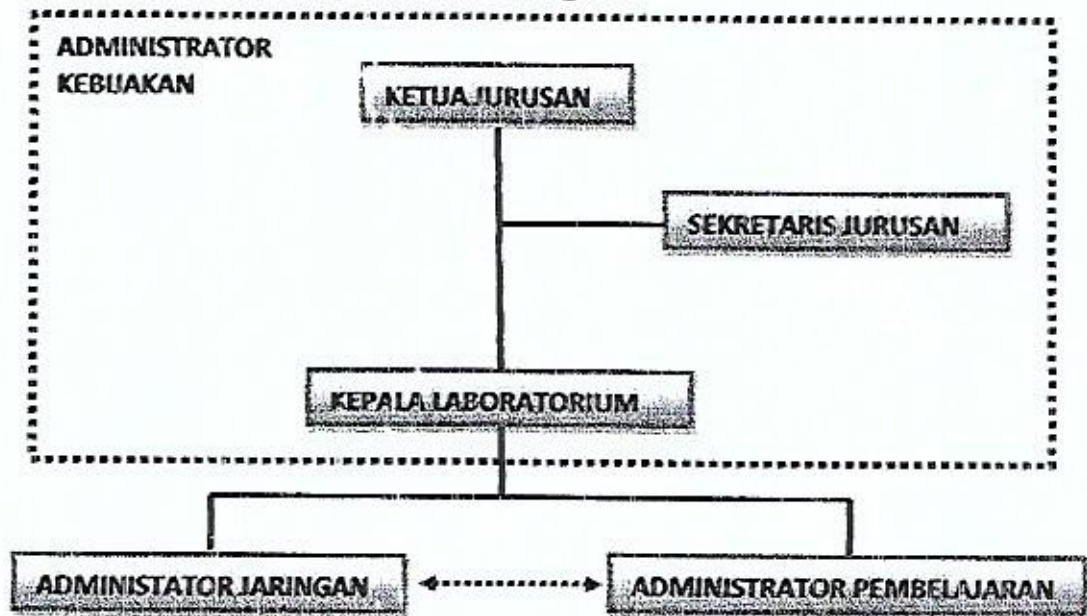 ADMINISTRATOR
KEBIJAKAN
KETUA JURUSAN
SEKRETARIS JURUSAN
KEPALA LABORATORIUM
ADMINISTATOR JARINGAN
ADMINISTRATOR PEMBELAJARAN